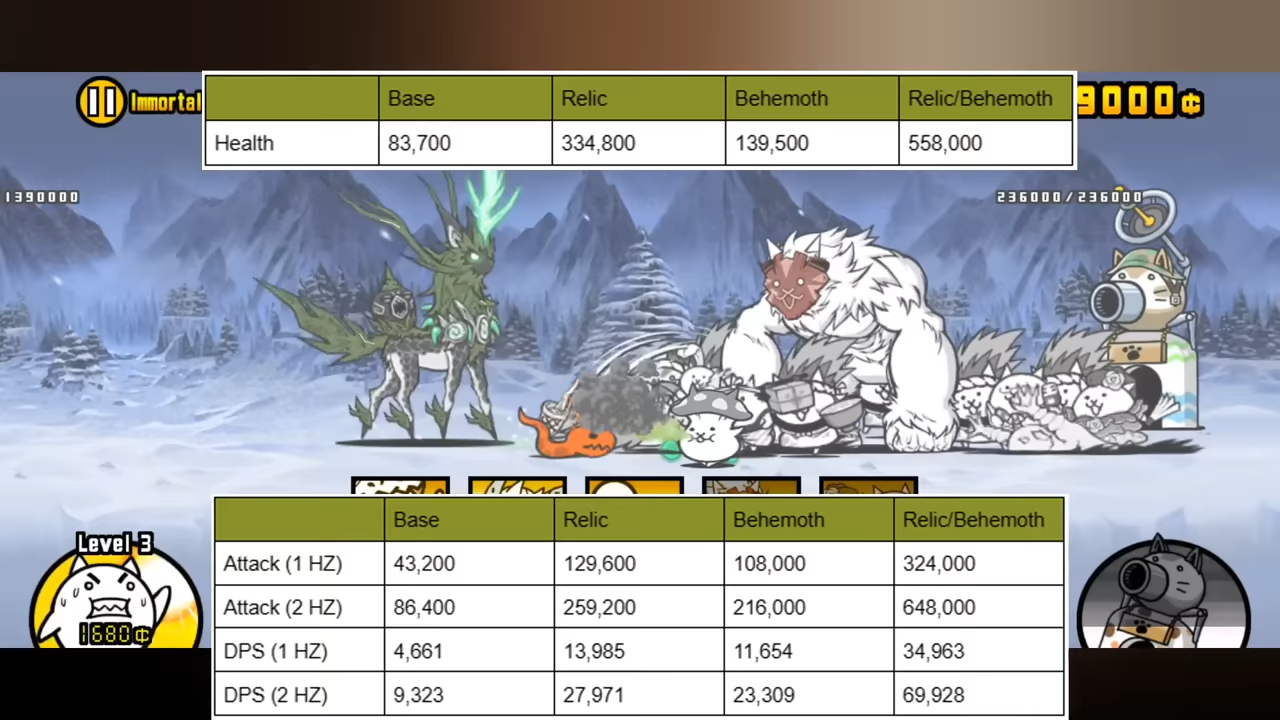 Immortal
Base Relic Behemoth Relic/Behemoth
Health 83,700 334,800 139,500 558,000
9000¢
1390000
236000/236000
Level 3
1680¢
Base Relic Behemoth Relic/Behemoth
Attack (1 HZ) 43,200 129,600 108,000 324,000
Attack (2 HZ) 86,400 259,200 216,000 648,000
DPS (1 HZ) 4,661 13,985 11,654 34,963
DPS (2 HZ) 9,323 27,971 23,309 69,928